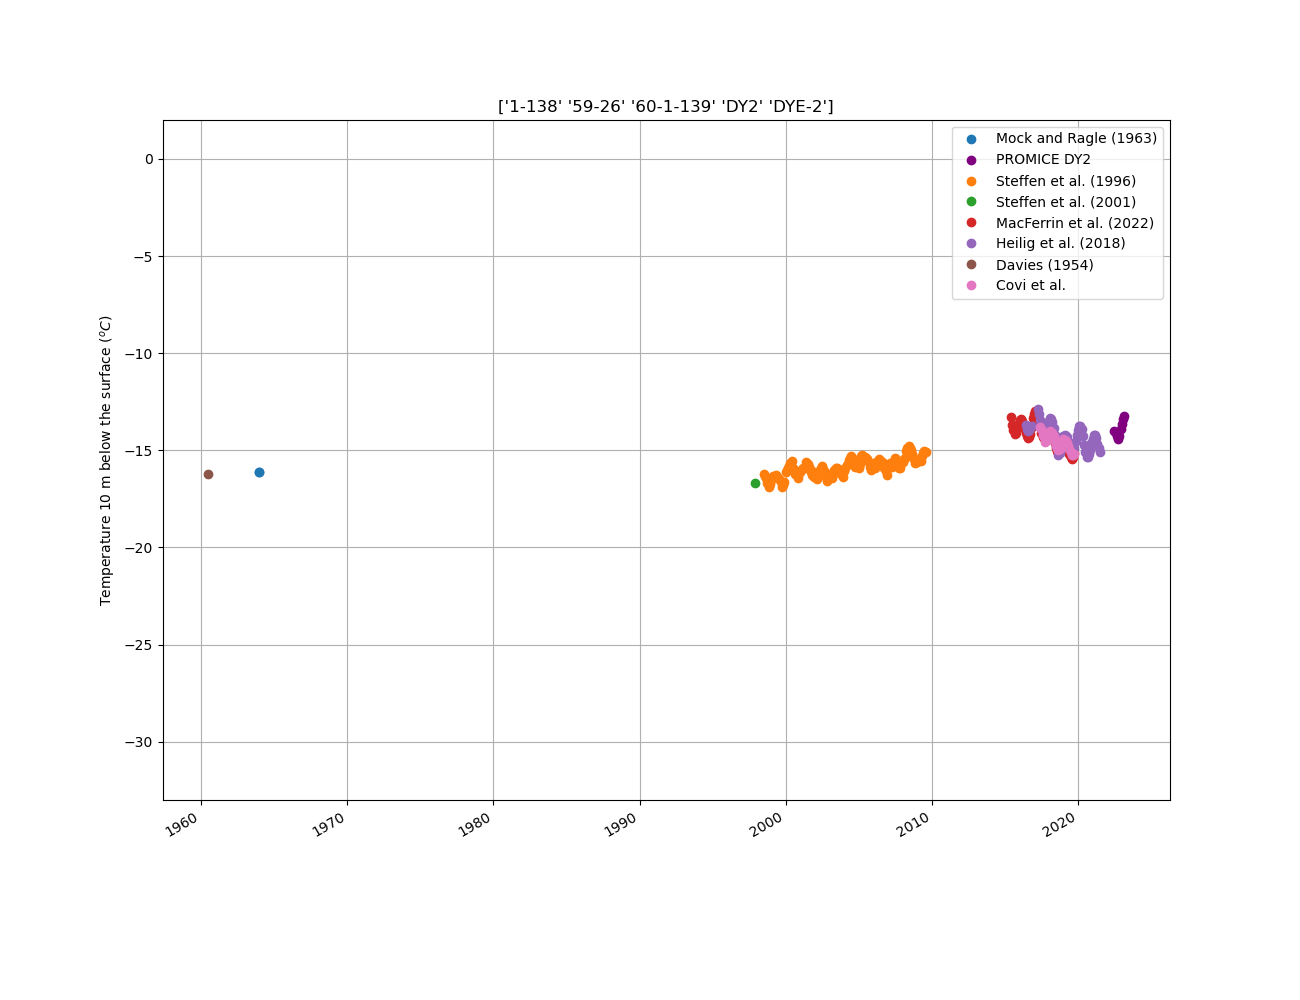 ['1-138' '59-26' '60-1-139' 'DY2' 'DYE-2']
Mock and Ragle (1963)
PROMICE DY2
Steffen et al. (1996)
Steffen et al. (2001)
MacFerrin et al. (2022)
Heilig et al. (2018)
Davies (1954)
Covi et al.
Temperature 10 m below the surface (°C)
0
−5
−10
−15
−20
−25
−30
1960
1970
1980
1990
2000
2010
2020